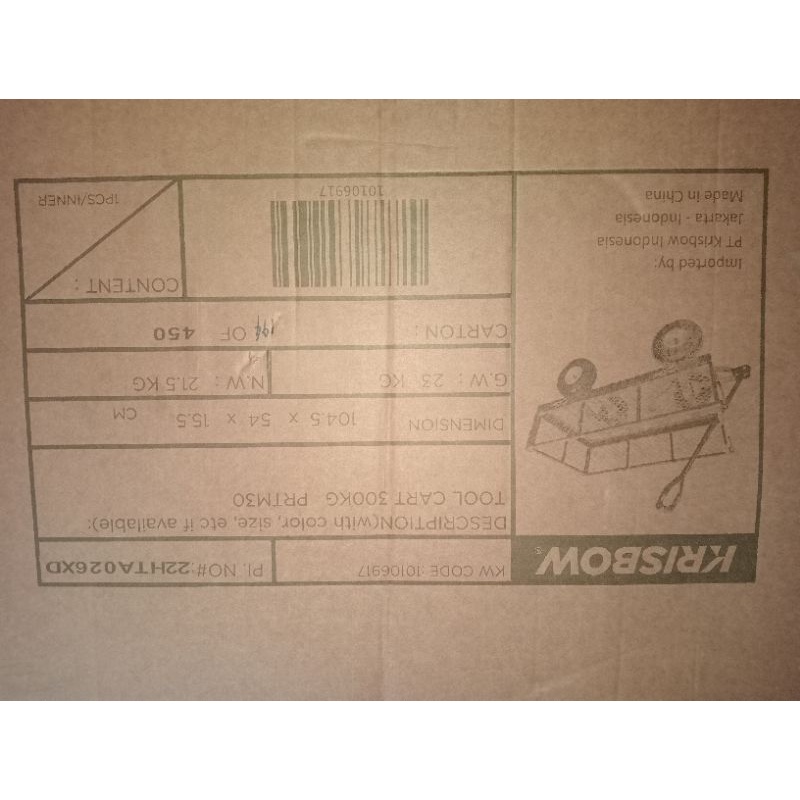 KRISBOW®
KW CODE :10106917
PI. NO#:22HTA026XD
DESCRIPTION(with color, size, etc if available):
TOOL CART 300KG PRTM30
DIMENSION 104.5 x 54 x 15.5 CM
G.W : 23 KG
N.W : 21.5 KG
CARTON : OF 450
CONTENT :
1PCS/INNER
10106917
Imported by:
PT Krisbow Indonesia
Jakarta - Indonesia
Made in China